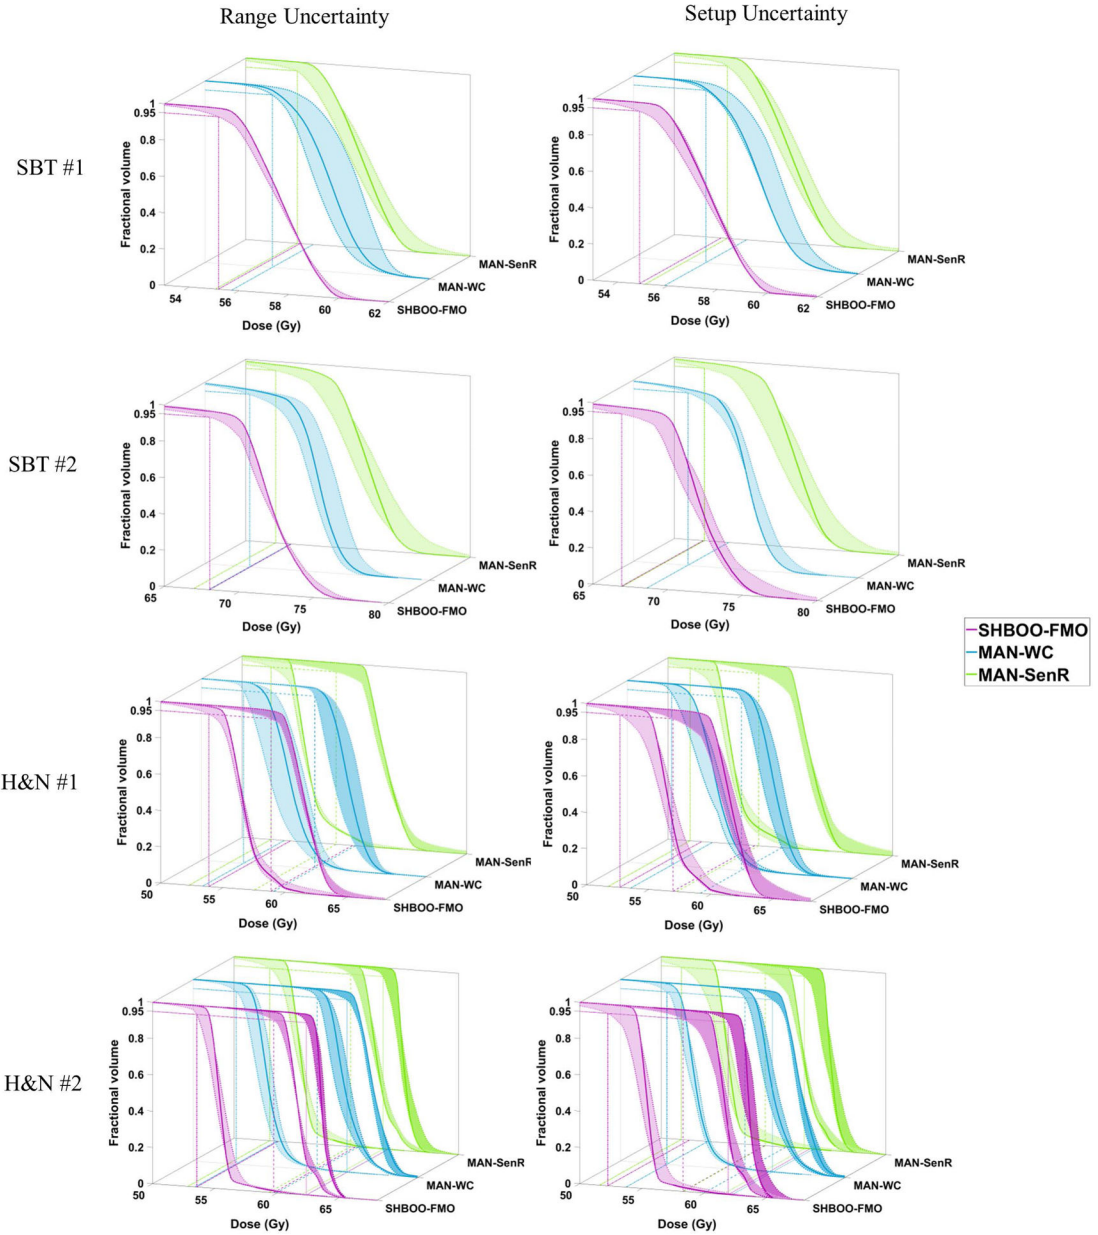 Range Uncertainty
Setup Uncertainty
SBT #1
Fractional volume
1
0.95
0.8
0.6
0.4
0.2
0
54
56
58
60
62
Dose (Gy)
MAN-SenR
MAN-WC
SHBOO-FMO
Fractional volume
1
0.95
0.8
0.6
0.4
0.2
0
54
56
58
60
62
Dose (Gy)
MAN-SenR
MAN-WC
SHBOO-FMO
SBT #2
Fractional volume
1
0.95
0.8
0.6
0.4
0.2
0
65
70
75
80
Dose (Gy)
MAN-SenR
MAN-WC
SHBOO-FMO
Fractional volume
1
0.95
0.8
0.6
0.4
0.2
0
65
70
75
80
Dose (Gy)
MAN-SenR
MAN-WC
SHBOO-FMO
SHBOO-FMO
MAN-WC
MAN-SenR
H&N #1
Fractional volume
1
0.95
0.8
0.6
0.4
0.2
0
50
55
60
65
Dose (Gy)
MAN-SenR
MAN-WC
SHBOO-FMO
Fractional volume
1
0.95
0.8
0.6
0.4
0.2
0
50
55
60
65
Dose (Gy)
MAN-SenR
MAN-WC
SHBOO-FMO
H&N #2
Fractional volume
1
0.95
0.8
0.6
0.4
0.2
0
50
55
60
65
Dose (Gy)
MAN-SenR
MAN-WC
SHBOO-FMO
Fractional volume
1
0.95
0.8
0.6
0.4
0.2
0
50
55
60
65
Dose (Gy)
MAN-SenR
MAN-WC
SHBOO-FMO